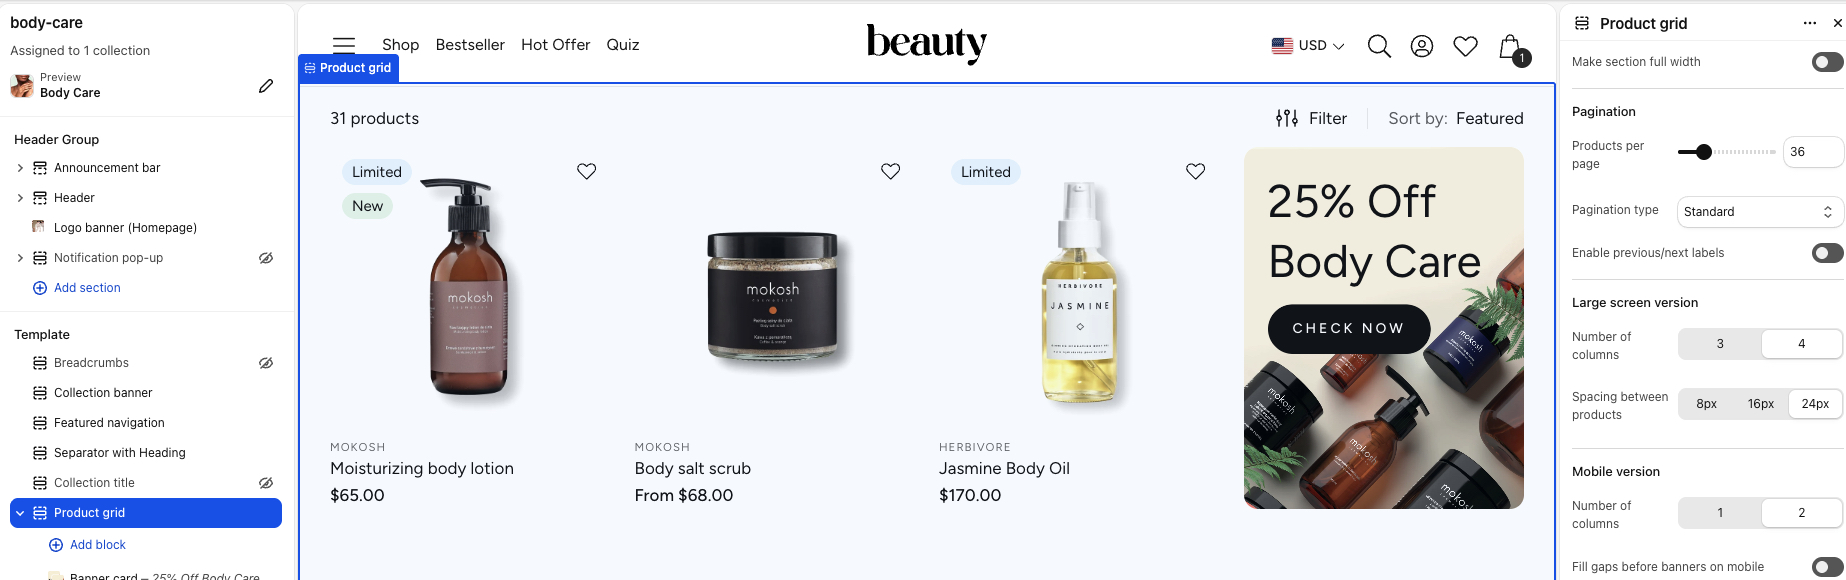 body-care
Assigned to 1 collection
Preview
Body Care
Header Group
Announcement bar
Header
Logo banner (Homepage)
Notification pop-up
Add section
Template
Breadcrumbs
Collection banner
Featured navigation
Separator with Heading
Collection title
Product grid
Add block
Banner card – 25% Off Body Care
Shop
Bestseller
Hot Offer
Quiz
beauty
USD
1
Product grid
31 products
Filter
Sort by: Featured
Limited
New
mokosh
MOKOSH
Moisturizing body lotion
$65.00
mokosh
MOKOSH
Body salt scrub
From $68.00
Limited
HERBIVORE
JASMINE
HERBIVORE
Jasmine Body Oil
$170.00
25% Off
Body Care
CHECK NOW
mokosh
mokosh
mokosh
mokosh
Product grid
Make section full width
Pagination
Products per
page
36
Pagination type
Standard
Enable previous/next labels
Large screen version
Number of
columns
3
4
Spacing between
products
8px
16px
24px
Mobile version
Number of
columns
1
2
Fill gaps before banners on mobile